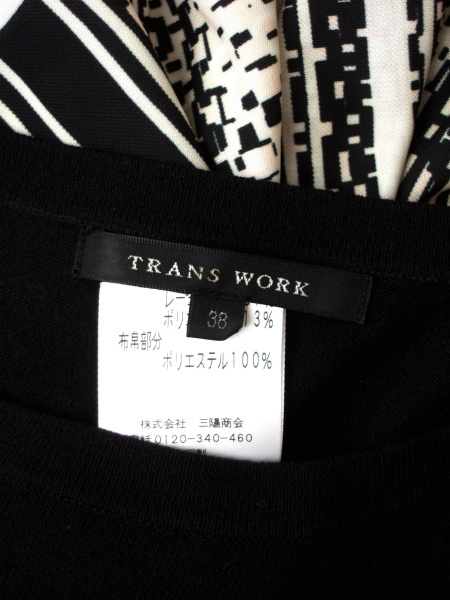 TRANS WORK
38
3%
布帛部分
ポリエステル100%
株式会社 三陽商会
0120-340-460